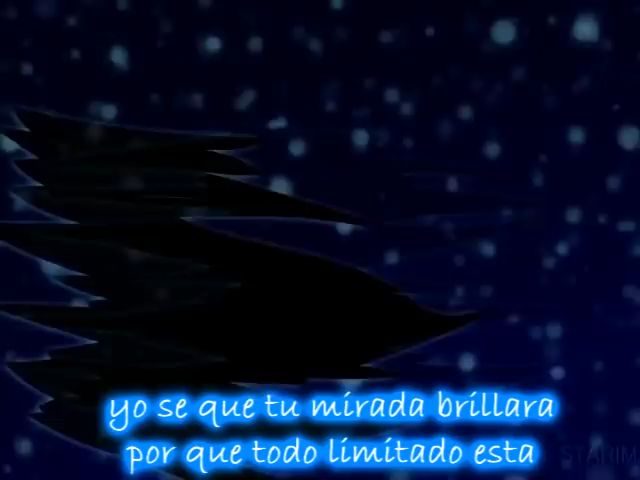 yo se que tu mirada brillara
por que todo limitado esta